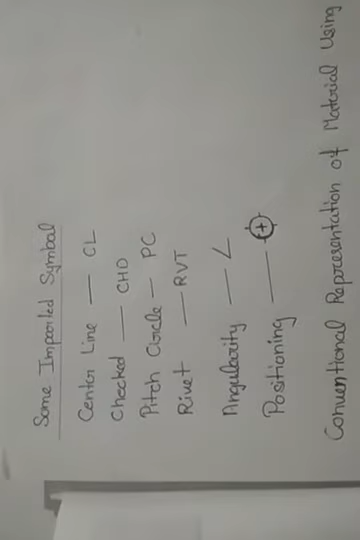 Some Imported Symbol
Center Line — CL
Checked — CHD
Pitch Circle — PC
Rivet — RVT
Angularity — ∠
Positioning — ⌖
Conventional Representation of Material Using